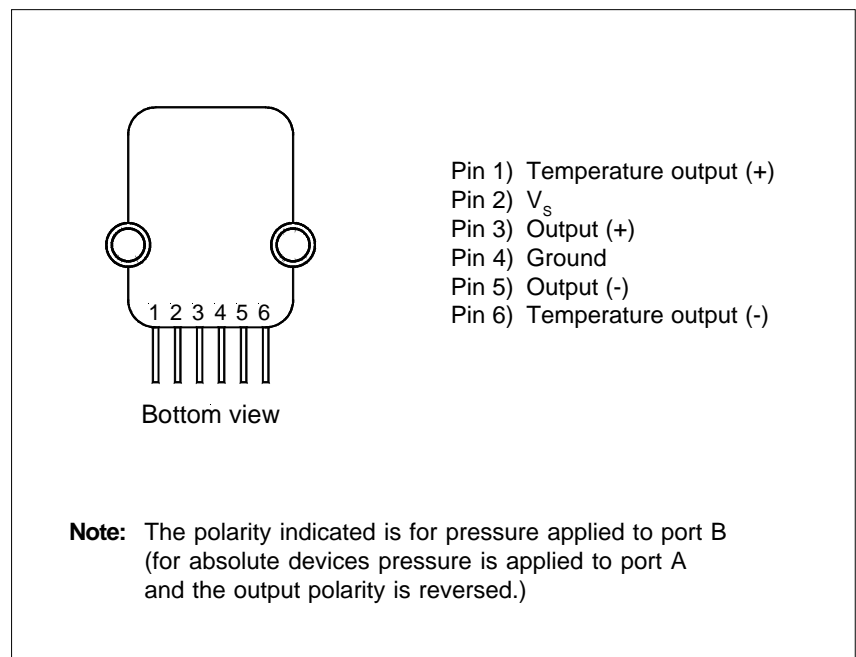 1 2 3 4 5 6
Bottom view
Pin 1) Temperature output (+)
Pin 2) VS
Pin 3) Output (+)
Pin 4) Ground
Pin 5) Output (-)
Pin 6) Temperature output (-)
Note: The polarity indicated is for pressure applied to port B
(for absolute devices pressure is applied to port A
and the output polarity is reversed.)